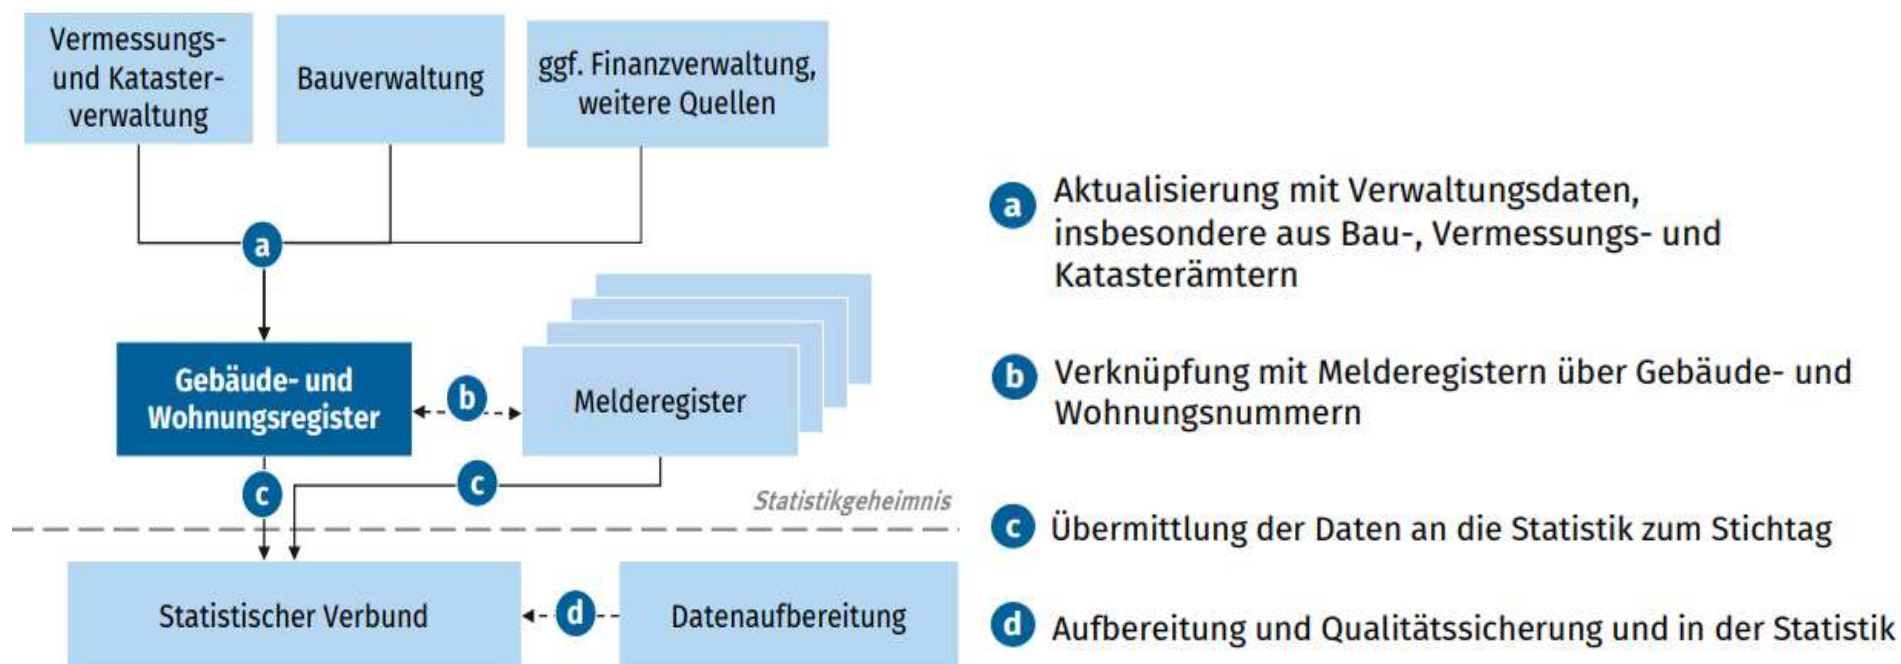 Vermessungs-
und Kataster-
verwaltung
Bauverwaltung
ggf. Finanzverwaltung,
weitere Quellen
a
Gebäude- und
Wohnungsregister
b
Melderegister
c
c
Statistikgeheimnis
Statistischer Verbund
d
Datenaufbereitung
a Aktualisierung mit Verwaltungsdaten,
insbesondere aus Bau-, Vermessungs- und
Katasterämtern
b Verknüpfung mit Melderegistern über Gebäude- und
Wohnungsnummern
c Übermittlung der Daten an die Statistik zum Stichtag
d Aufbereitung und Qualitätssicherung und in der Statistik